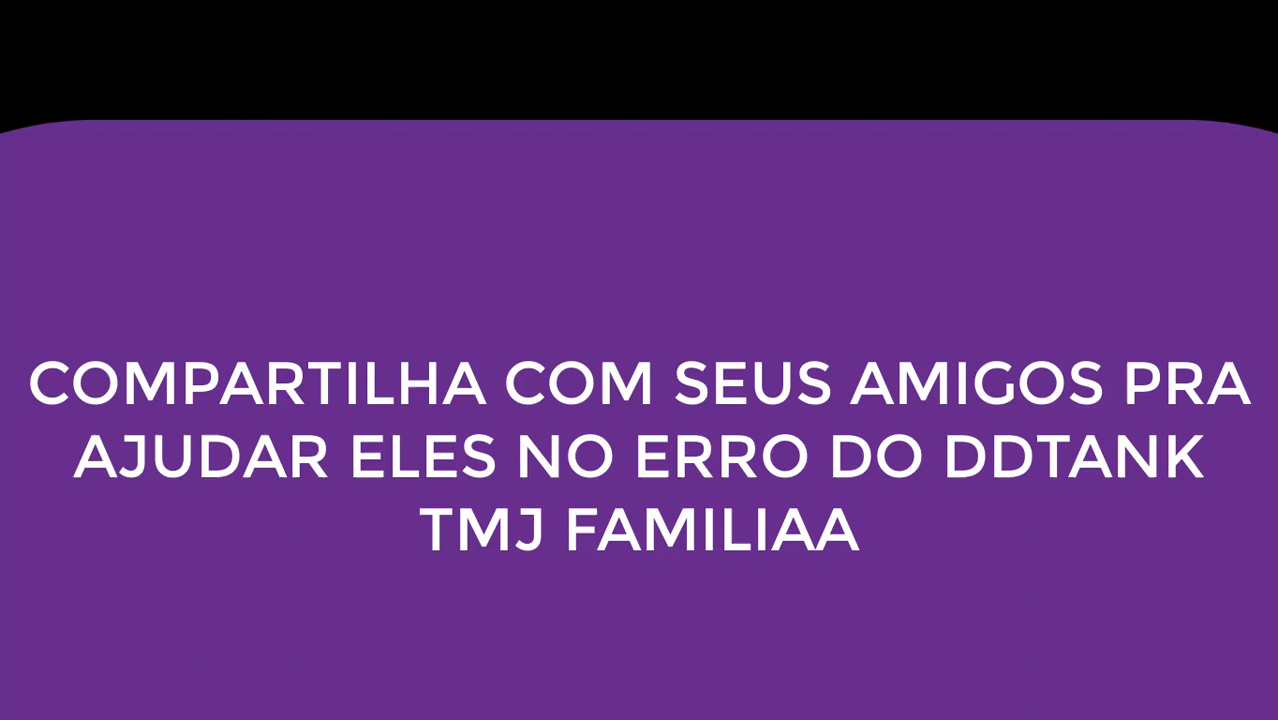 COMPARTILHA COM SEUS AMIGOS PRA
AJUDAR ELES NO ERRO DO DDTANK
TMJ FAMILIAA